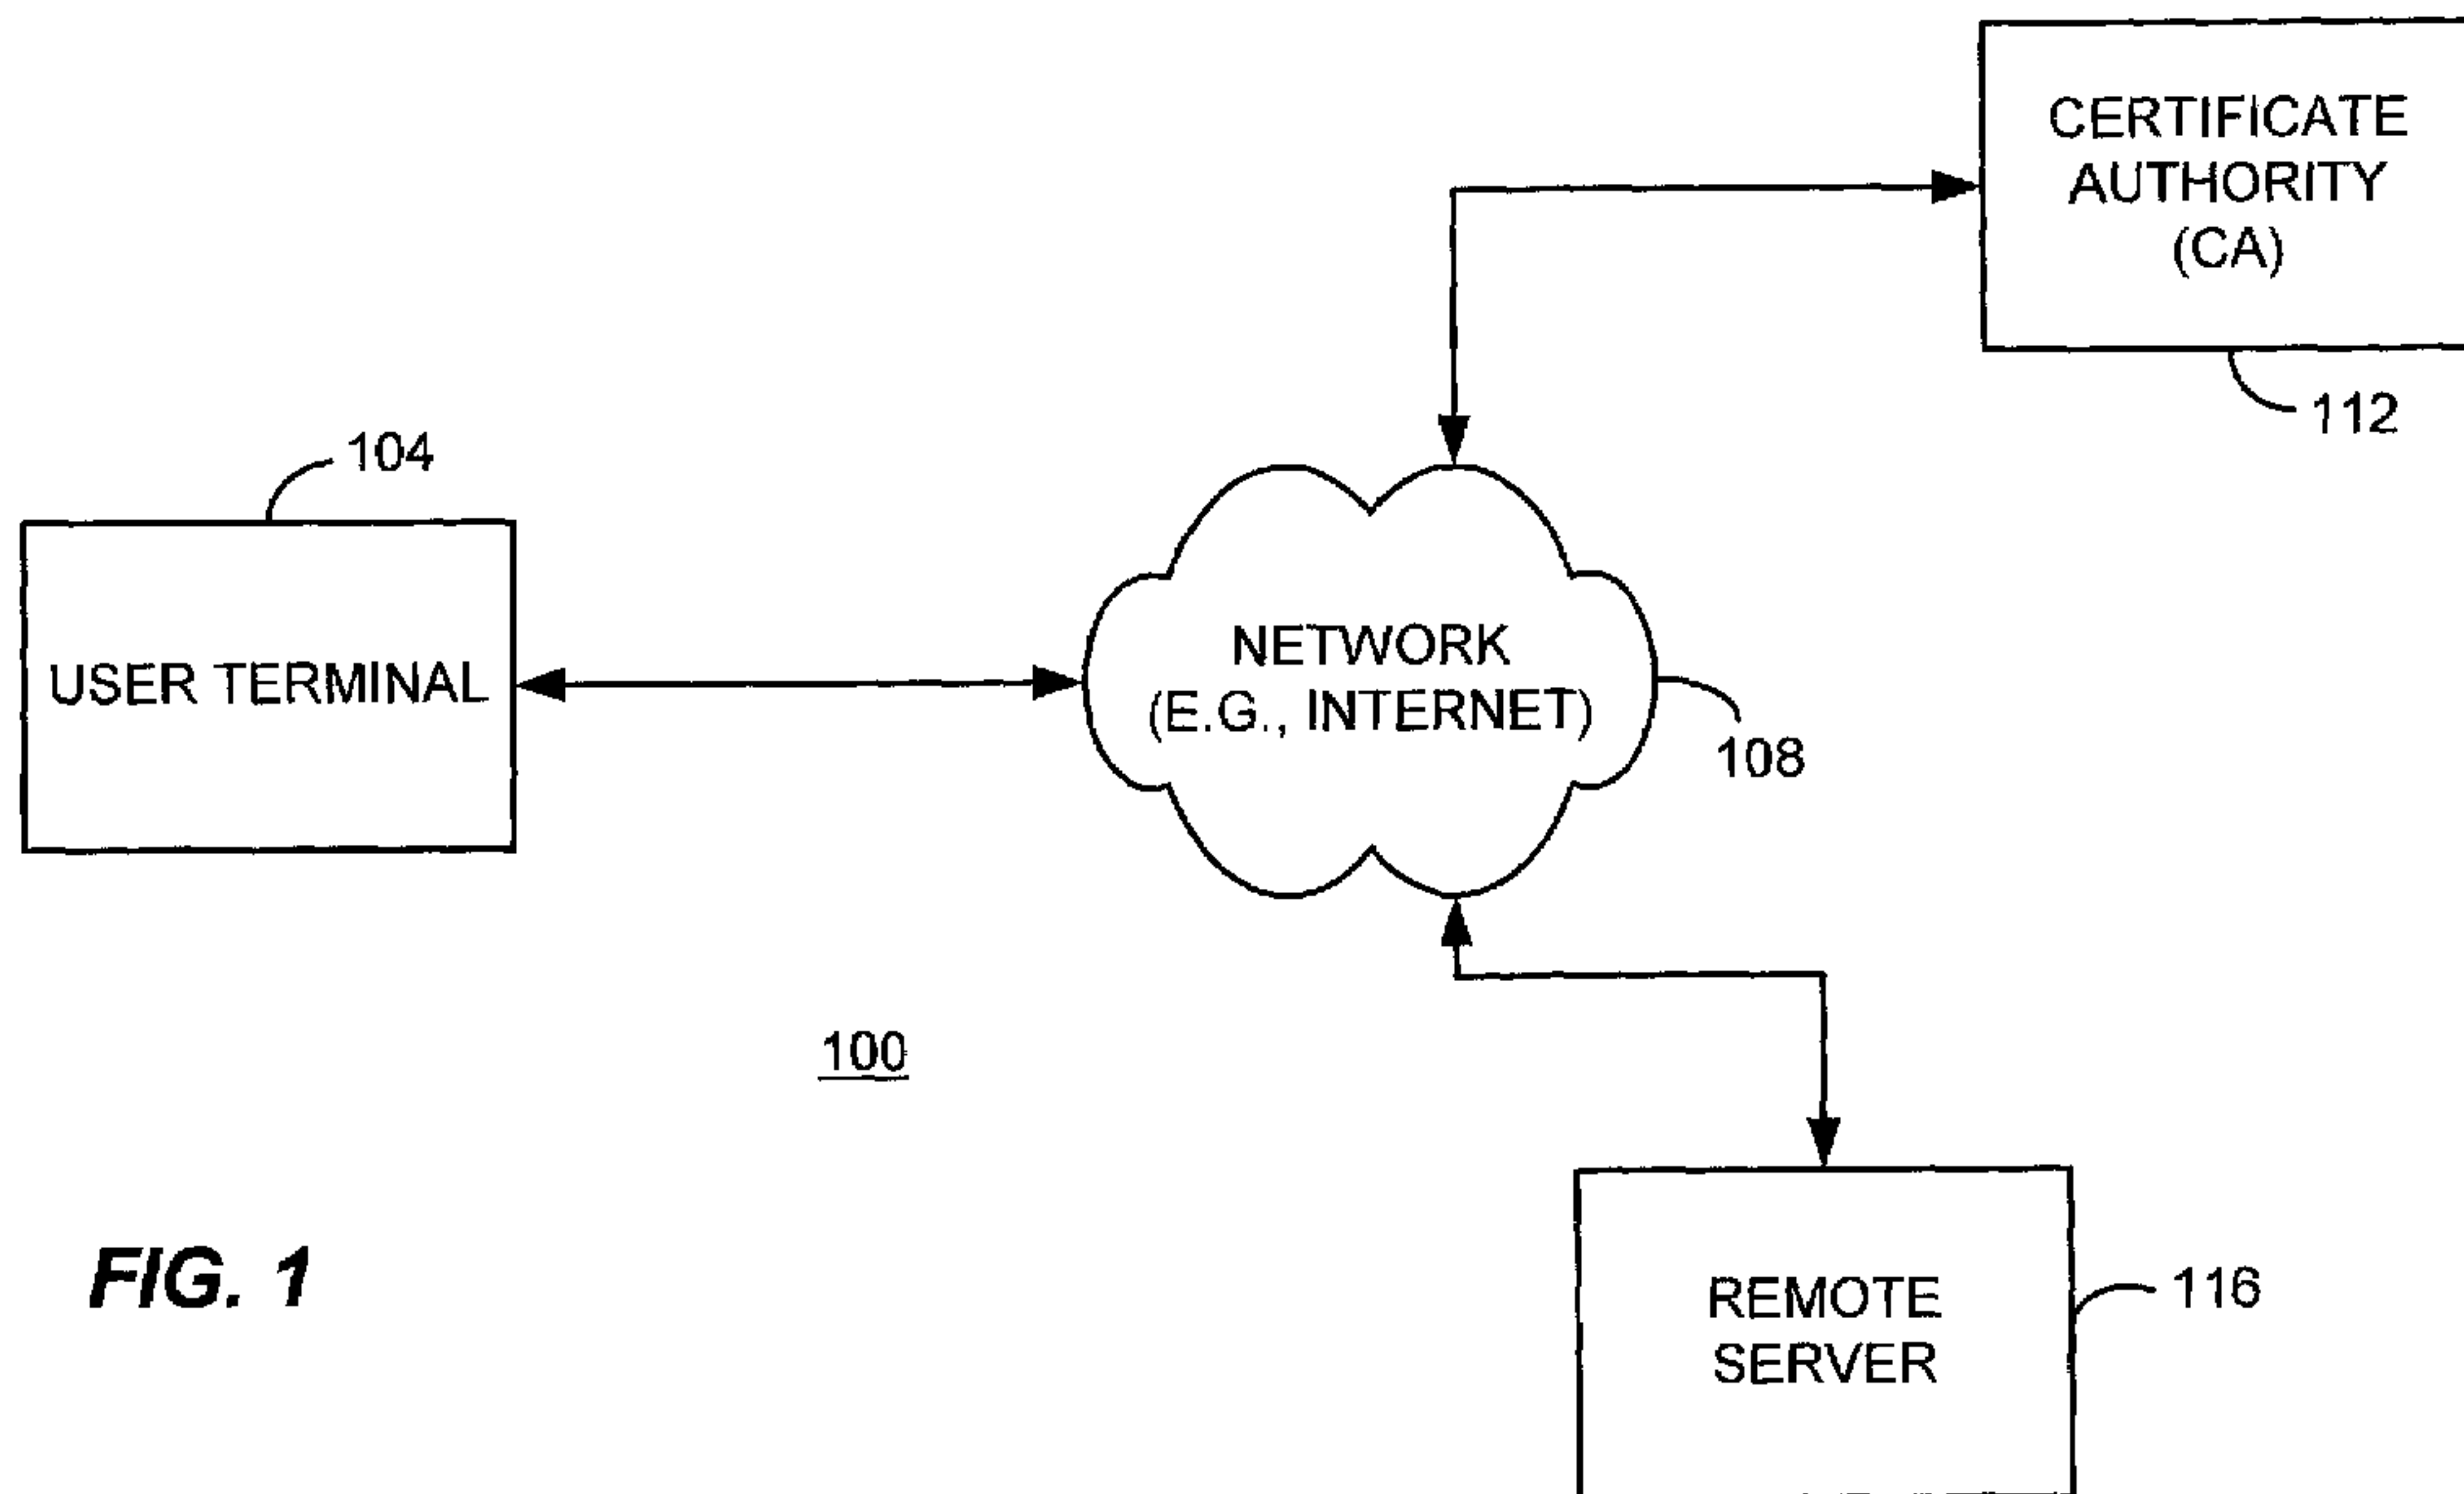 CERTIFICATE
AUTHORITY
(CA)
112
104
USER TERMINAL
NETWORK
(E.G., INTERNET)
108
100
FIG. 1
REMOTE
SERVER
116